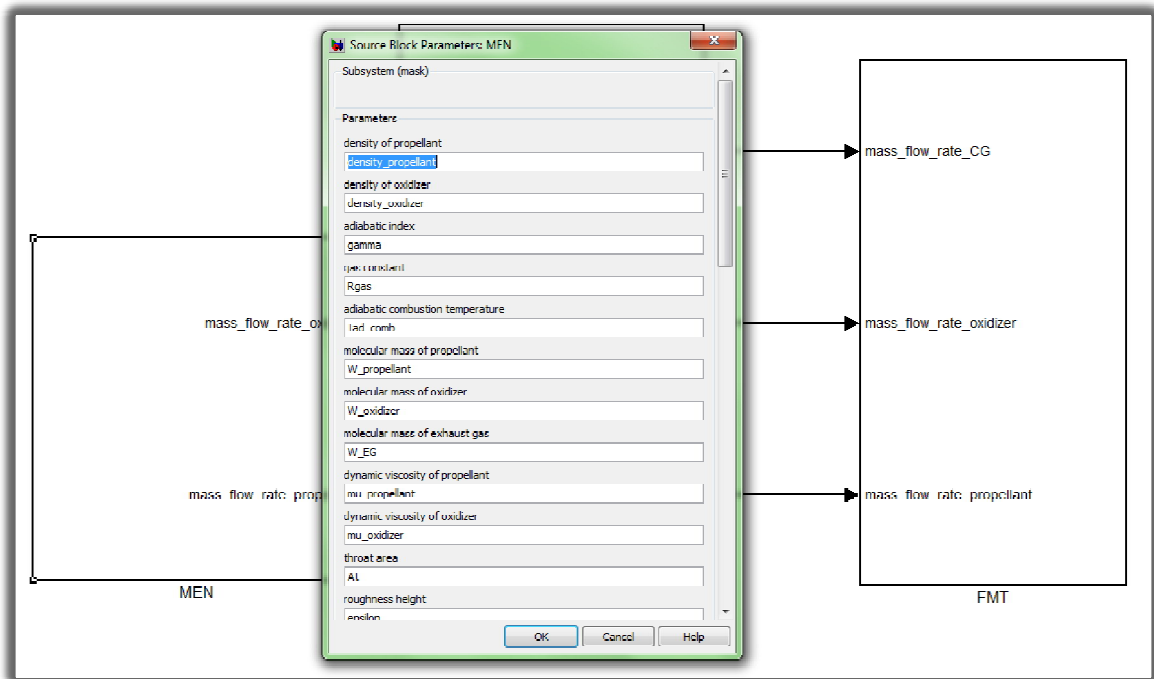 Source Block Parameters: MEN
Subsystem (mask)
Parameters
density of propellant
density_propellant
density of oxidizer
density_oxidizer
adiabatic index
gamma
gas constant
Rgas
adiabatic combustion temperature
Tad_comb
molecular mass of propellant
W_propellant
molecular mass of oxidizer
W_oxidizer
molecular mass of exhaust gas
W_EG
dynamic viscosity of propellant
mu_propellant
dynamic viscosity of oxidizer
mu_oxidizer
throat area
At
roughness height
epsilon
OK Cancel Help
mass_flow_rate_ox
mass_flow_rate_prop
MEN
mass_flow_rate_CG
mass_flow_rate_oxidizer
mass_flow_rate_propellant
FMT